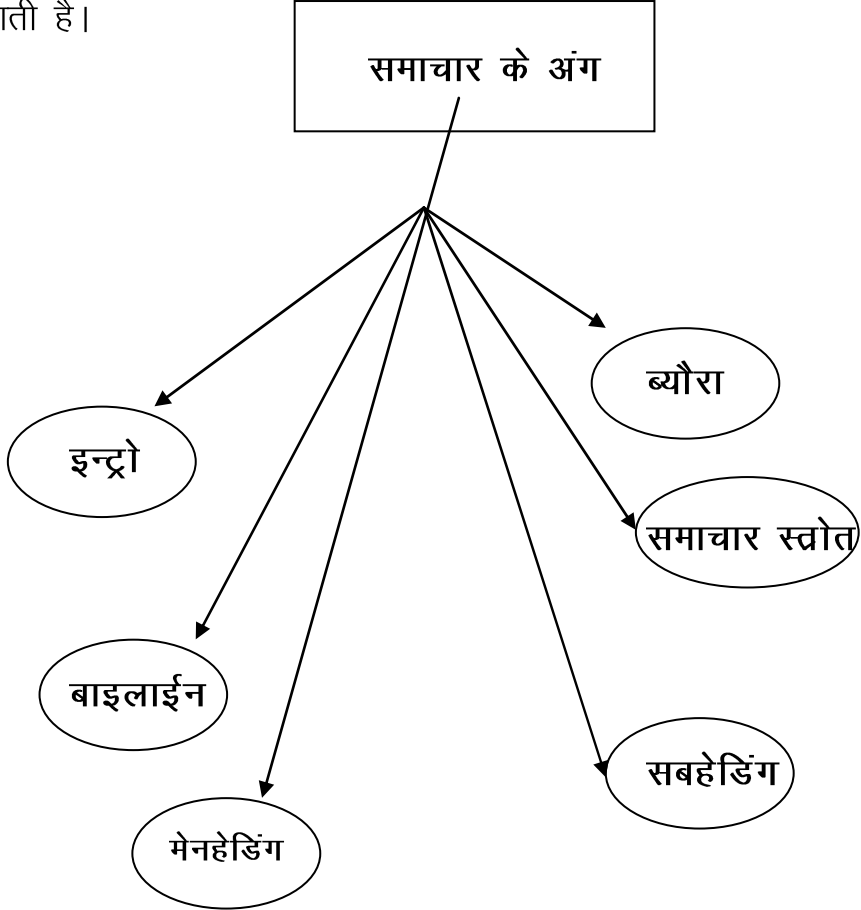 ाती है।
समाचार के अंग
ब्यौरा
इन्ट्रो
समाचार स्त्रोत
बाइलाईन
सबहेडिंग
मेनहेडिंग